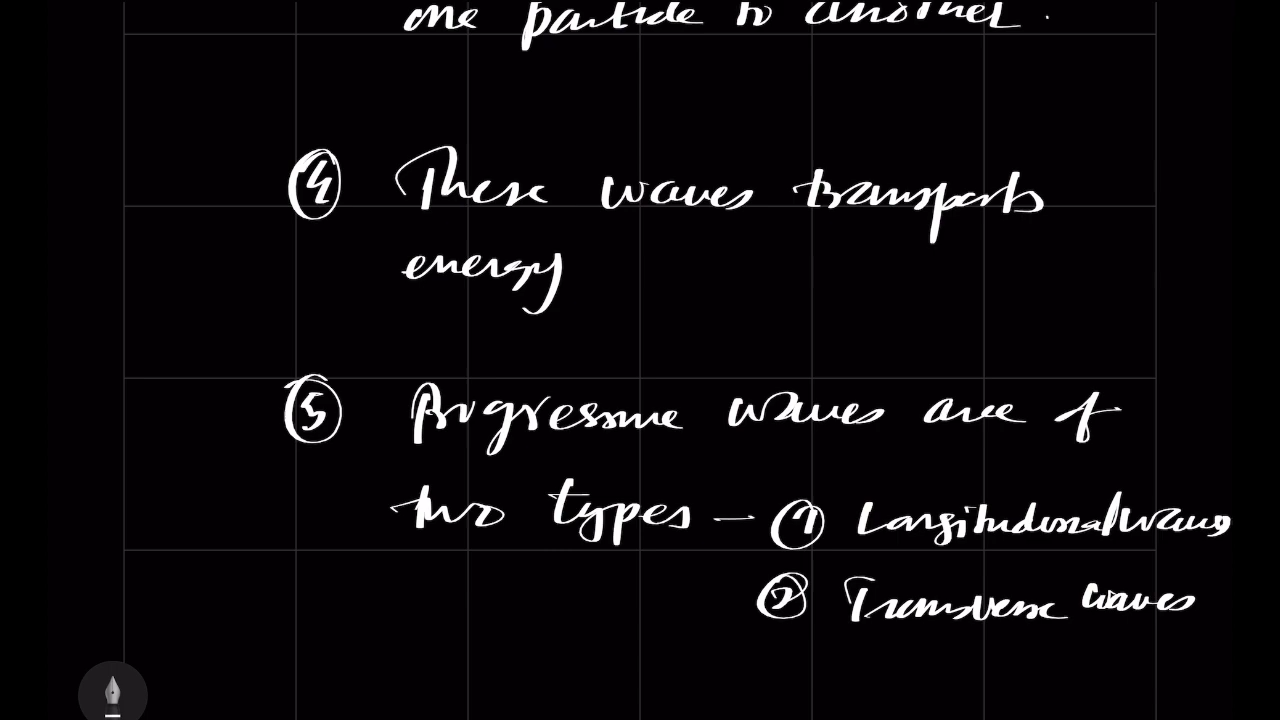 one particle to another.
④ These waves transports
energy
⑤ Progressive waves are of
two types - ① Longitudinal waves
② Transverse waves